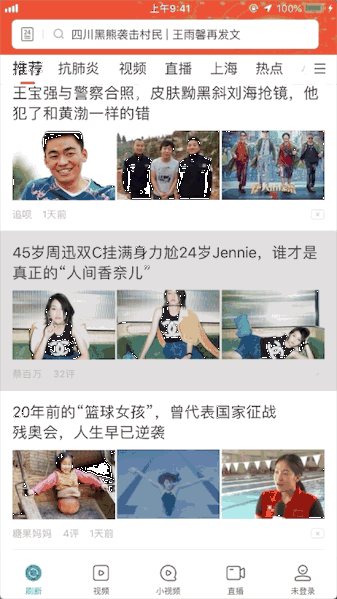 上午9:41
100%
四川黑熊袭击村民 | 王雨馨再发文
推荐 抗肺炎 视频 直播 上海 热点
王宝强与警察合照，皮肤黝黑斜刘海抢镜，他
犯了和黄渤一样的错
追呗 1天前
45岁周迅双C挂满身力尬24岁Jennie，谁才是
真正的“人间香奈儿”
蔡百万 32评
20年前的“篮球女孩”，曾代表国家征战
残奥会，人生早已逆袭
糖果妈妈 4评 1天前
刷新 视频 小视频 直播 未登录